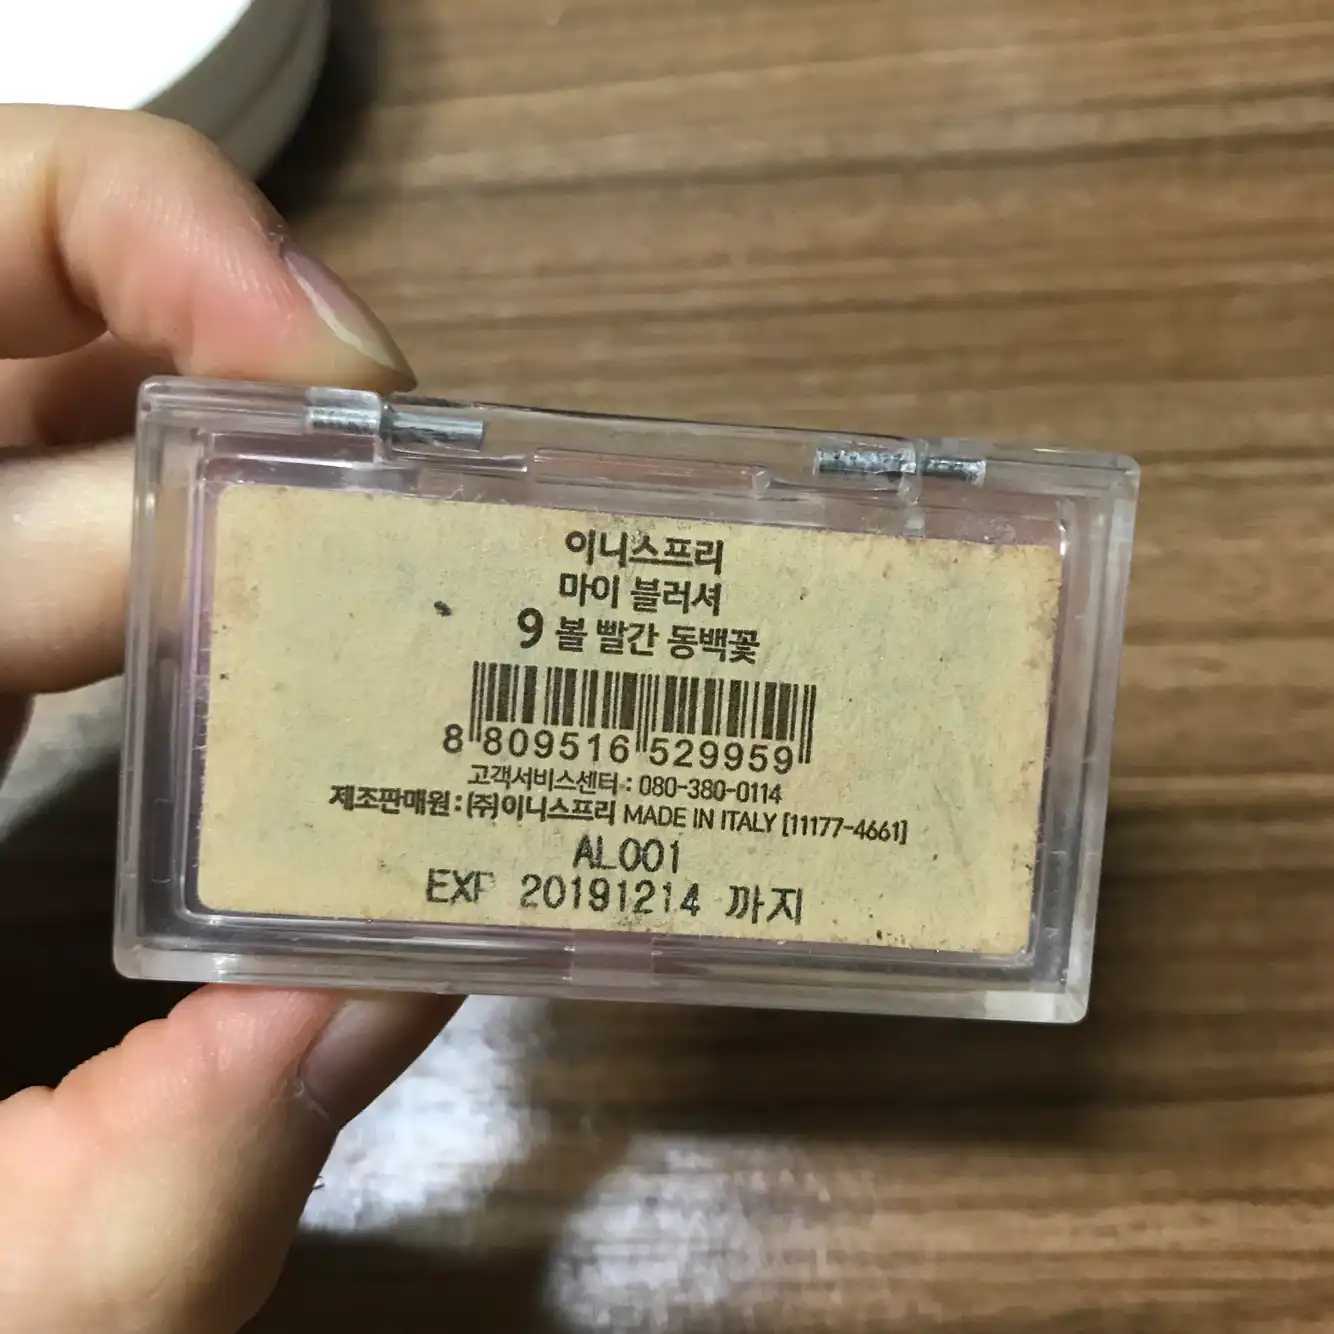 이니스프리
마이 블러셔
9 볼 빨간 동백꽃
8 809516 529959
고객서비스센터 : 080-380-0114
제조판매원 : (주)이니스프리 MADE IN ITALY [11177-4661]
AL001
EXP 20191214 까지